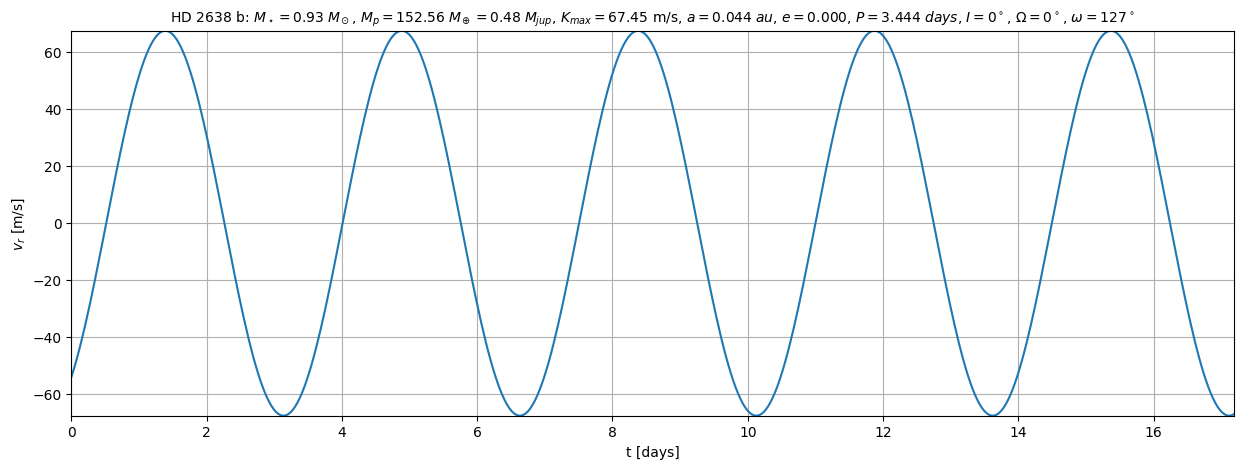 HD 2638 b: M⋆ = 0.93 M⊙, Mp = 152.56 M⊕ = 0.48 Mjup, Kmax = 67.45 m/s, a = 0.044 au, e = 0.000, P = 3.444 days, I = 0°, Ω = 0°, ω = 127°
60
40
20
0
−20
−40
−60
vr [m/s]
0 2 4 6 8 10 12 14 16
t [days]